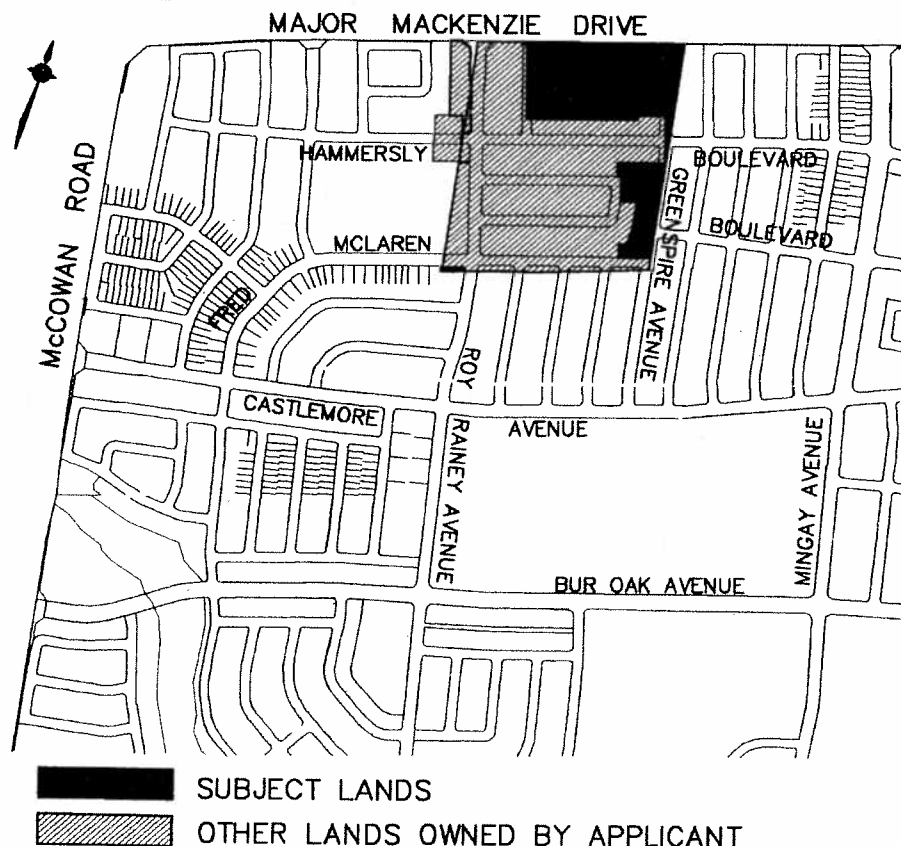 MAJOR MACKENZIE DRIVE
HAMMERSLY
BOULEVARD
McCOWAN ROAD
GREENSPIRE AVENUE
BOULEVARD
MCLAREN
FRED
ROY
RAINEY AVENUE
CASTLEMORE
AVENUE
MINGAY AVENUE
BUR OAK AVENUE
SUBJECT LANDS
OTHER LANDS OWNED BY APPLICANT